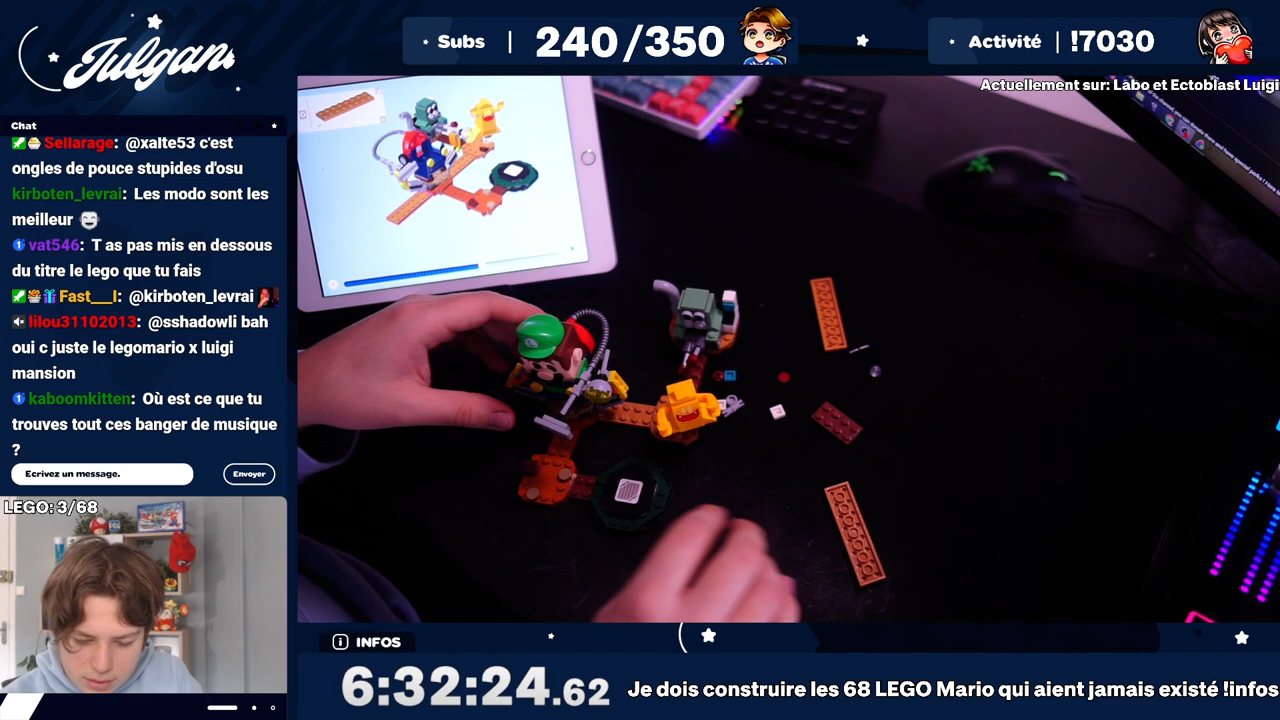 Julgan
Subs | 240/350
Activité | !7030
Actuellement sur: Labo et Ectoblast Luigi
Chat
Sellarage: @xalte53 c'est
ongles de pouce stupides d'osu
kirboten_levrai: Les modo sont les
meilleur
1 vat546: T as pas mis en dessous
du titre le lego que tu fais
Fast___I: @kirboten_levrai
lilou31102013: @sshadowli bah
oui c juste le legomario x luigi
mansion
1 kaboomkitten: Où est ce que tu
trouves tout ces banger de musique
?
Ecrivez un message.
Envoyer
LEGO: 3/68
INFOS
6:32:24.62
Je dois construire les 68 LEGO Mario qui aient jamais existé !infos